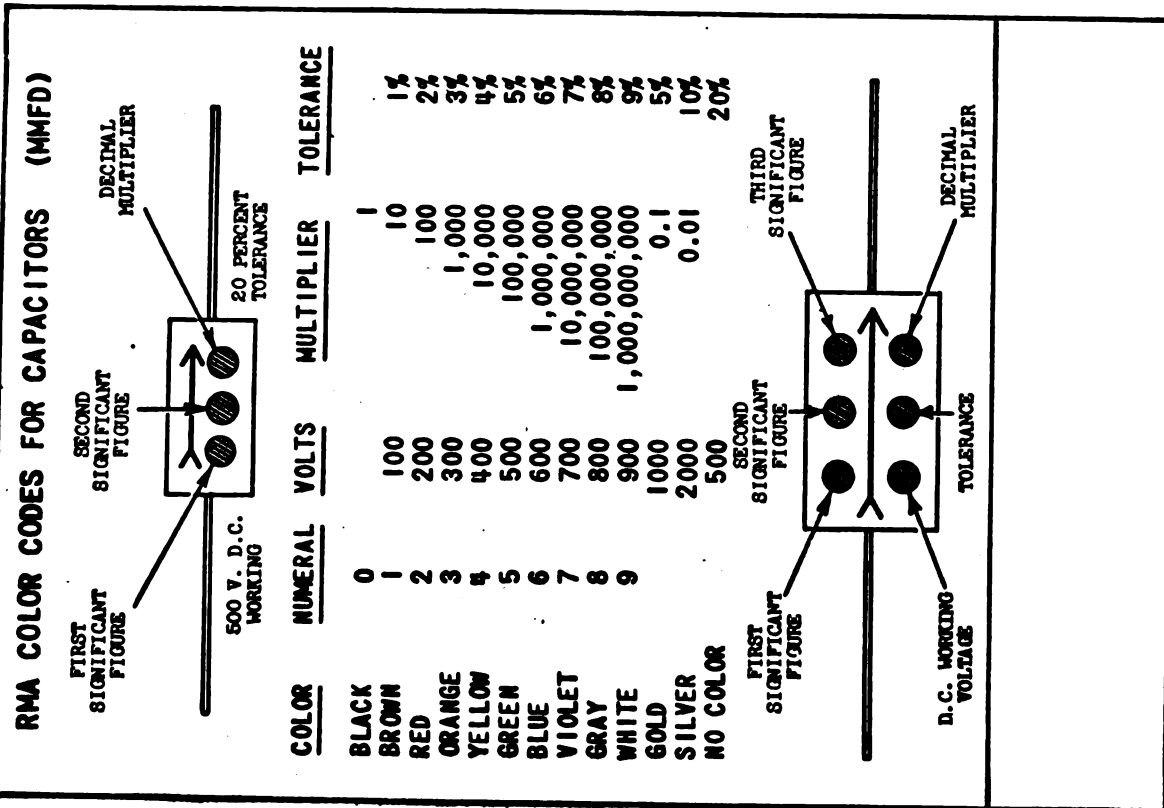 RMA COLOR CODES FOR CAPACITORS (MMFD)
FIRST
SIGNIFICANT
FIGURE
SECOND
SIGNIFICANT
FIGURE
DECIMAL
MULTIPLIER
500 V. D.C.
WORKING
20 PERCENT
TOLERANCE
COLOR NUMERAL VOLTS MULTIPLIER TOLERANCE
BLACK 0 1
BROWN 1 100 10 1%
RED 2 200 100 2%
ORANGE 3 300 1,000 3%
YELLOW 4 400 10,000 4%
GREEN 5 500 100,000 5%
BLUE 6 600 1,000,000 6%
VIOLET 7 700 10,000,000 7%
GRAY 8 800 100,000,000 8%
WHITE 9 900 1,000,000,000 9%
GOLD 1000 0.1 5%
SILVER 2000 0.01 10%
NO COLOR 500 20%
FIRST
SIGNIFICANT
FIGURE
SECOND
SIGNIFICANT
FIGURE
THIRD
SIGNIFICANT
FIGURE
D.C. WORKING
VOLTAGE
TOLERANCE
DECIMAL
MULTIPLIER